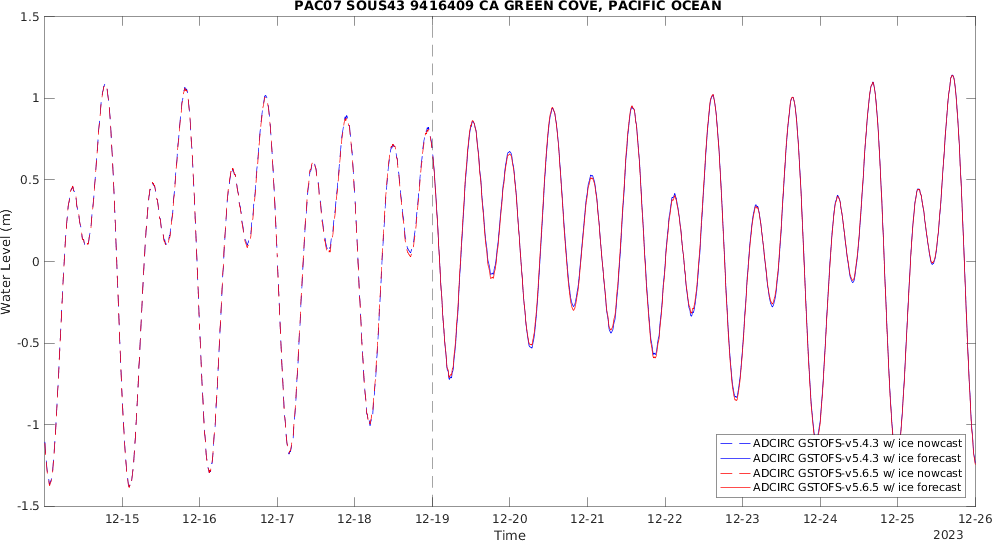 PAC07 SOUS43 9416409 CA GREEN COVE, PACIFIC OCEAN
1.5
1
0.5
0
-0.5
-1
-1.5
Water Level (m)
ADCIRC GSTOFS-v5.4.3 w/ ice nowcast
ADCIRC GSTOFS-v5.4.3 w/ ice forecast
ADCIRC GSTOFS-v5.6.5 w/ ice nowcast
ADCIRC GSTOFS-v5.6.5 w/ ice forecast
12-15 12-16 12-17 12-18 12-19 12-20 12-21 12-22 12-23 12-24 12-25 12-26
Time
2023